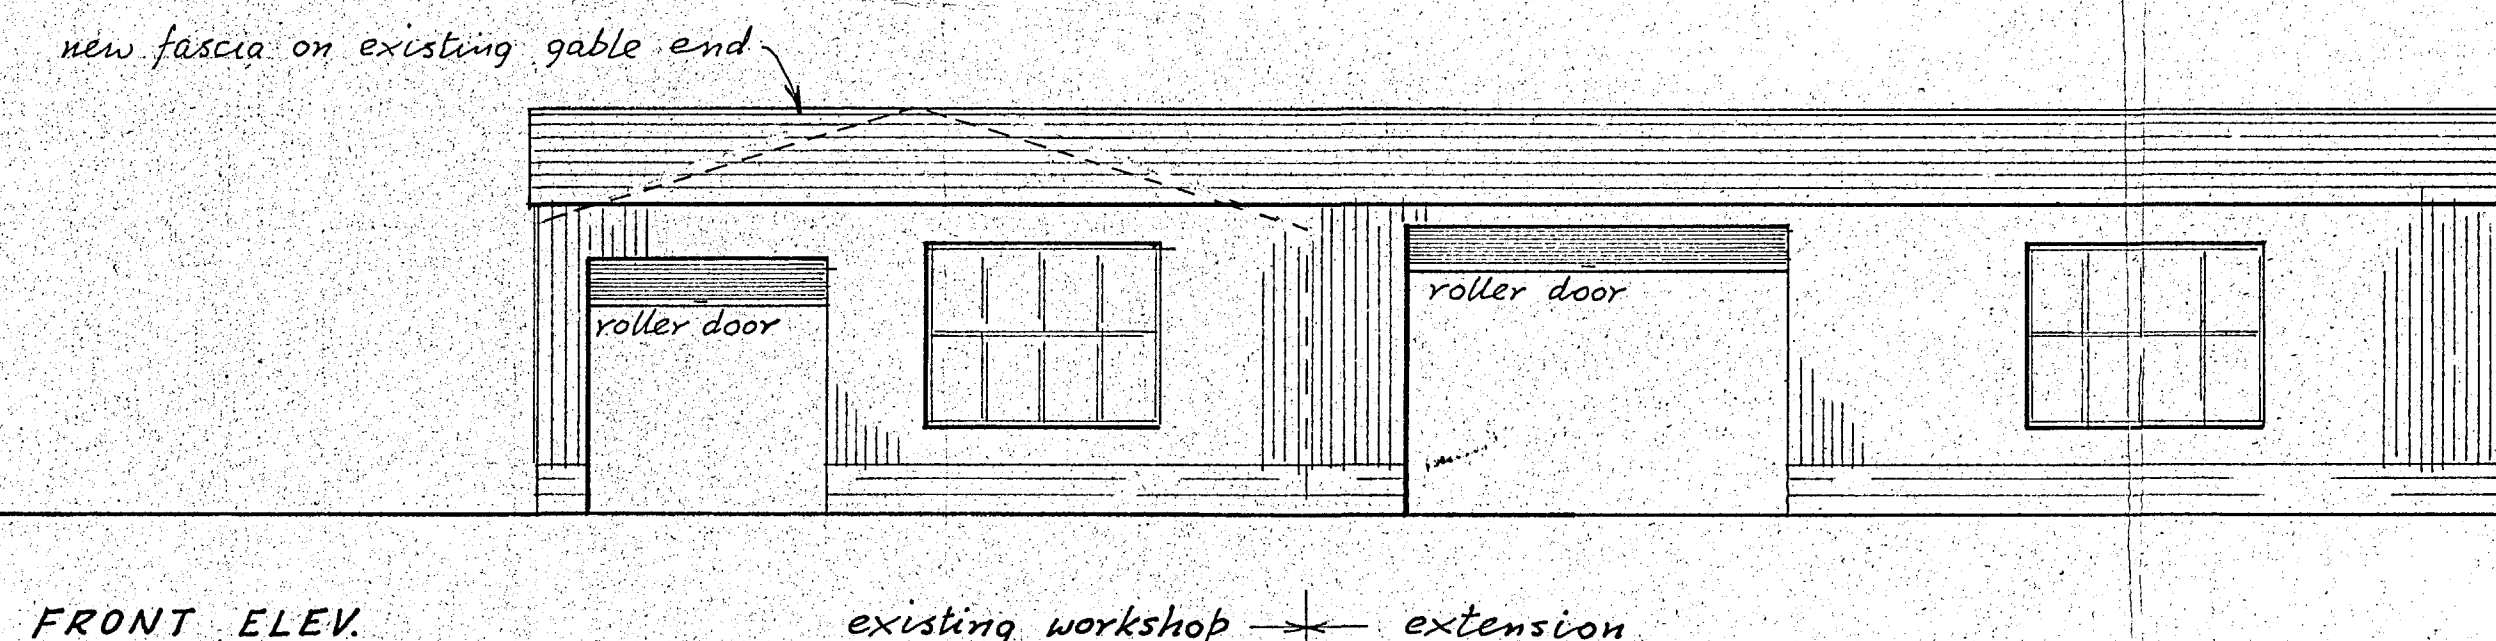 new fascia on existing gable end
roller door
roller door
FRONT ELEV.
existing workshop
extension